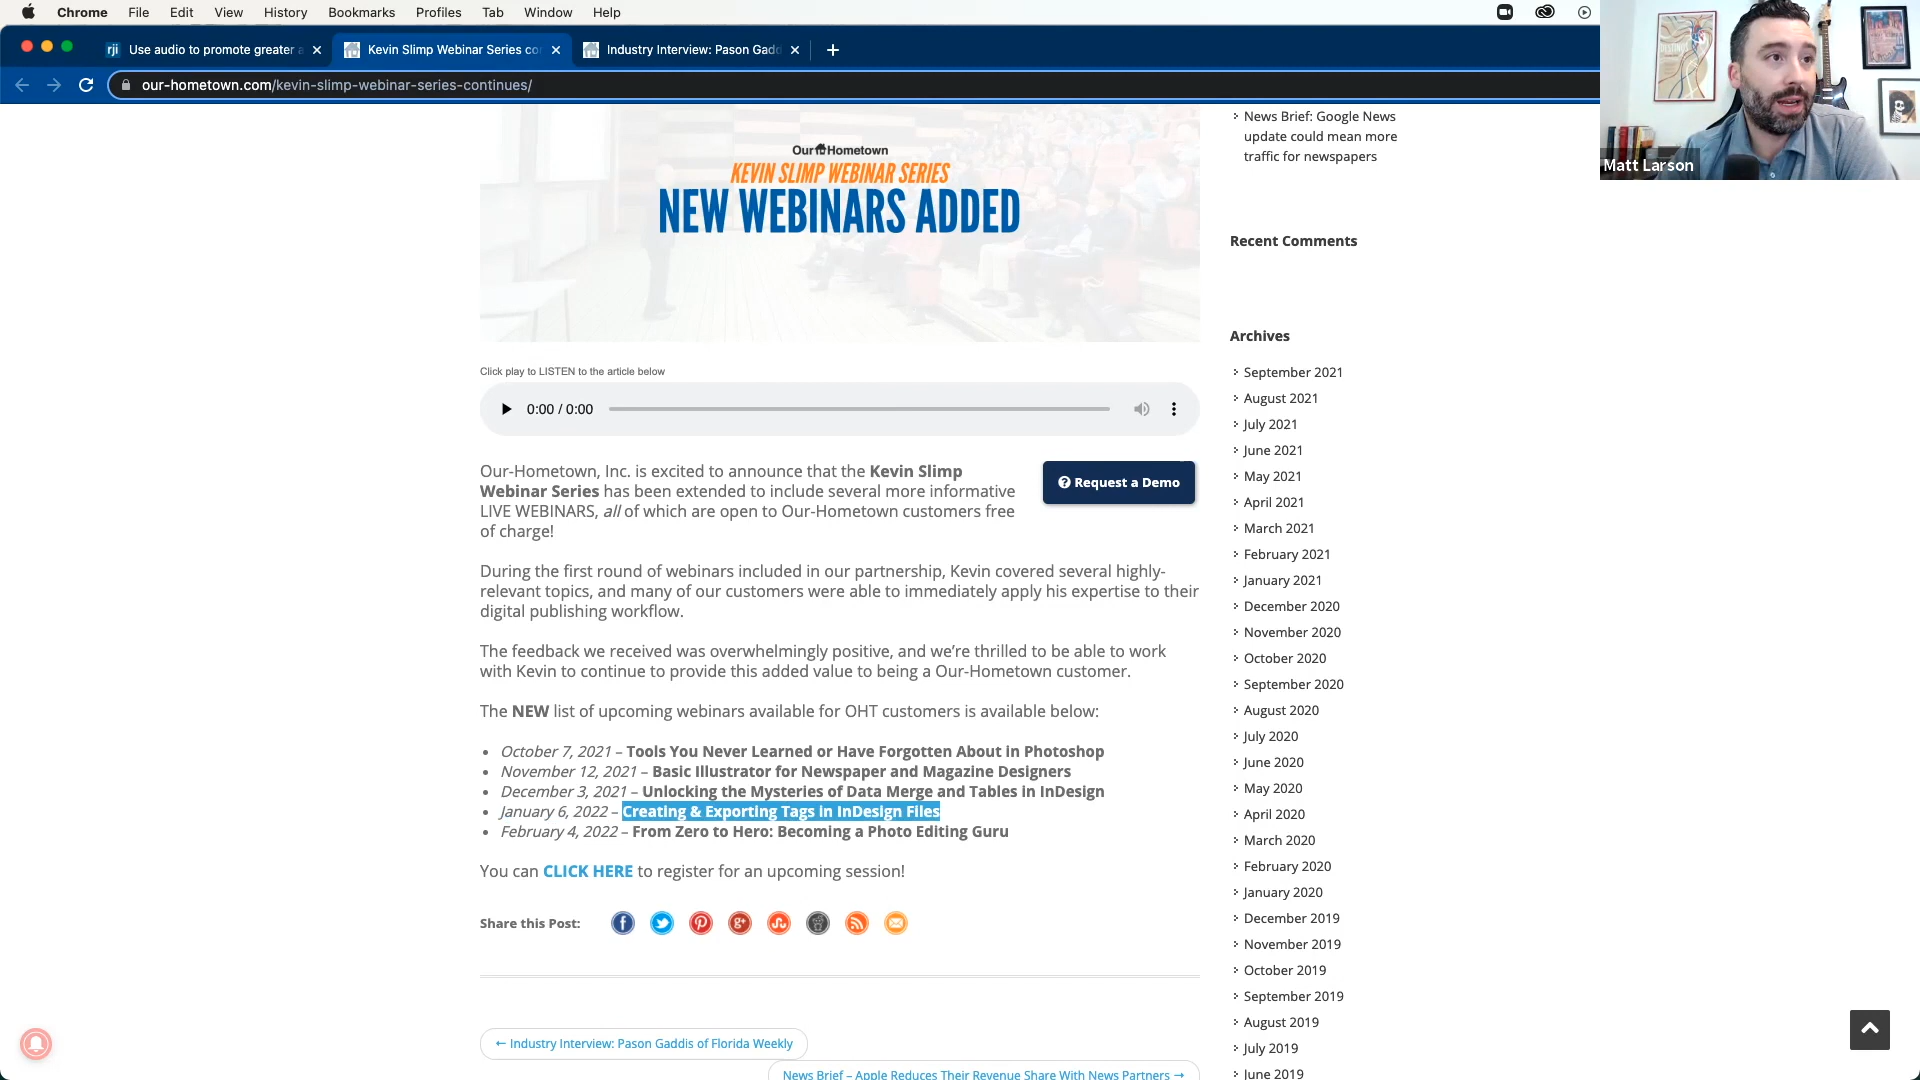 Chrome File Edit View History Bookmarks Profiles Tab Window Help
rji Use audio to promote greater a
Kevin Slimp Webinar Series co
Industry Interview: Pason Gadd
our-hometown.com/kevin-slimp-webinar-series-continues/
Matt Larson
Our Hometown
KEVIN SLIMP WEBINAR SERIES
NEW WEBINARS ADDED
Click play to LISTEN to the article below
0:00 / 0:00
Our-Hometown, Inc. is excited to announce that the Kevin Slimp
Webinar Series has been extended to include several more informative
LIVE WEBINARS, all of which are open to Our-Hometown customers free
of charge!
Request a Demo
During the first round of webinars included in our partnership, Kevin covered several highly-
relevant topics, and many of our customers were able to immediately apply his expertise to their
digital publishing workflow.
The feedback we received was overwhelmingly positive, and we’re thrilled to be able to work
with Kevin to continue to provide this added value to being a Our-Hometown customer.
The NEW list of upcoming webinars available for OHT customers is available below:
• October 7, 2021 – Tools You Never Learned or Have Forgotten About in Photoshop
• November 12, 2021 – Basic Illustrator for Newspaper and Magazine Designers
• December 3, 2021 – Unlocking the Mysteries of Data Merge and Tables in InDesign
• January 6, 2022 – Creating & Exporting Tags in InDesign Files
• February 4, 2022 – From Zero to Hero: Becoming a Photo Editing Guru
You can CLICK HERE to register for an upcoming session!
Share this Post:
← Industry Interview: Pason Gaddis of Florida Weekly
News Brief – Apple Reduces Their Revenue Share With News Partners →
News Brief: Google News
update could mean more
traffic for newspapers
Recent Comments
Archives
September 2021
August 2021
July 2021
June 2021
May 2021
April 2021
March 2021
February 2021
January 2021
December 2020
November 2020
October 2020
September 2020
August 2020
July 2020
June 2020
May 2020
April 2020
March 2020
February 2020
January 2020
December 2019
November 2019
October 2019
September 2019
August 2019
July 2019
June 2019